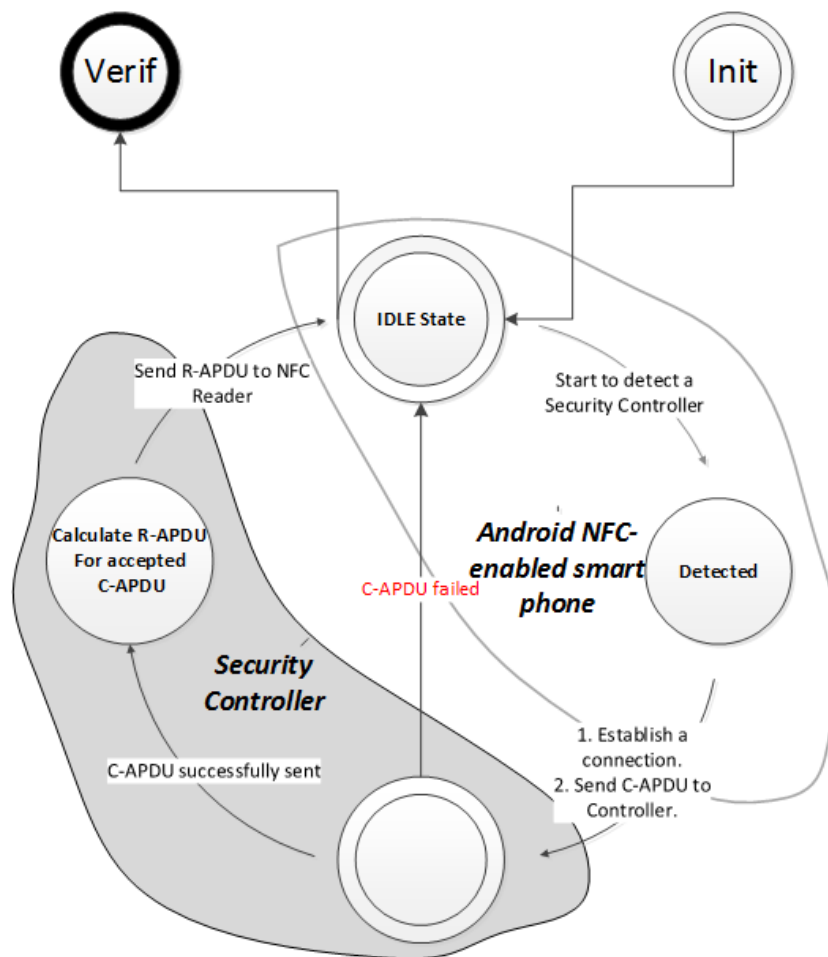 Verif
Init
IDLE State
Send R-APDU to NFC
Reader
Start to detect a
Security Controller
Calculate R-APDU
For accepted
C-APDU
Android NFC-
enabled smart
phone
Detected
C-APDU failed
Security
Controller
1. Establish a
connection.
2. Send C-APDU to
Controller.
C-APDU successfully sent